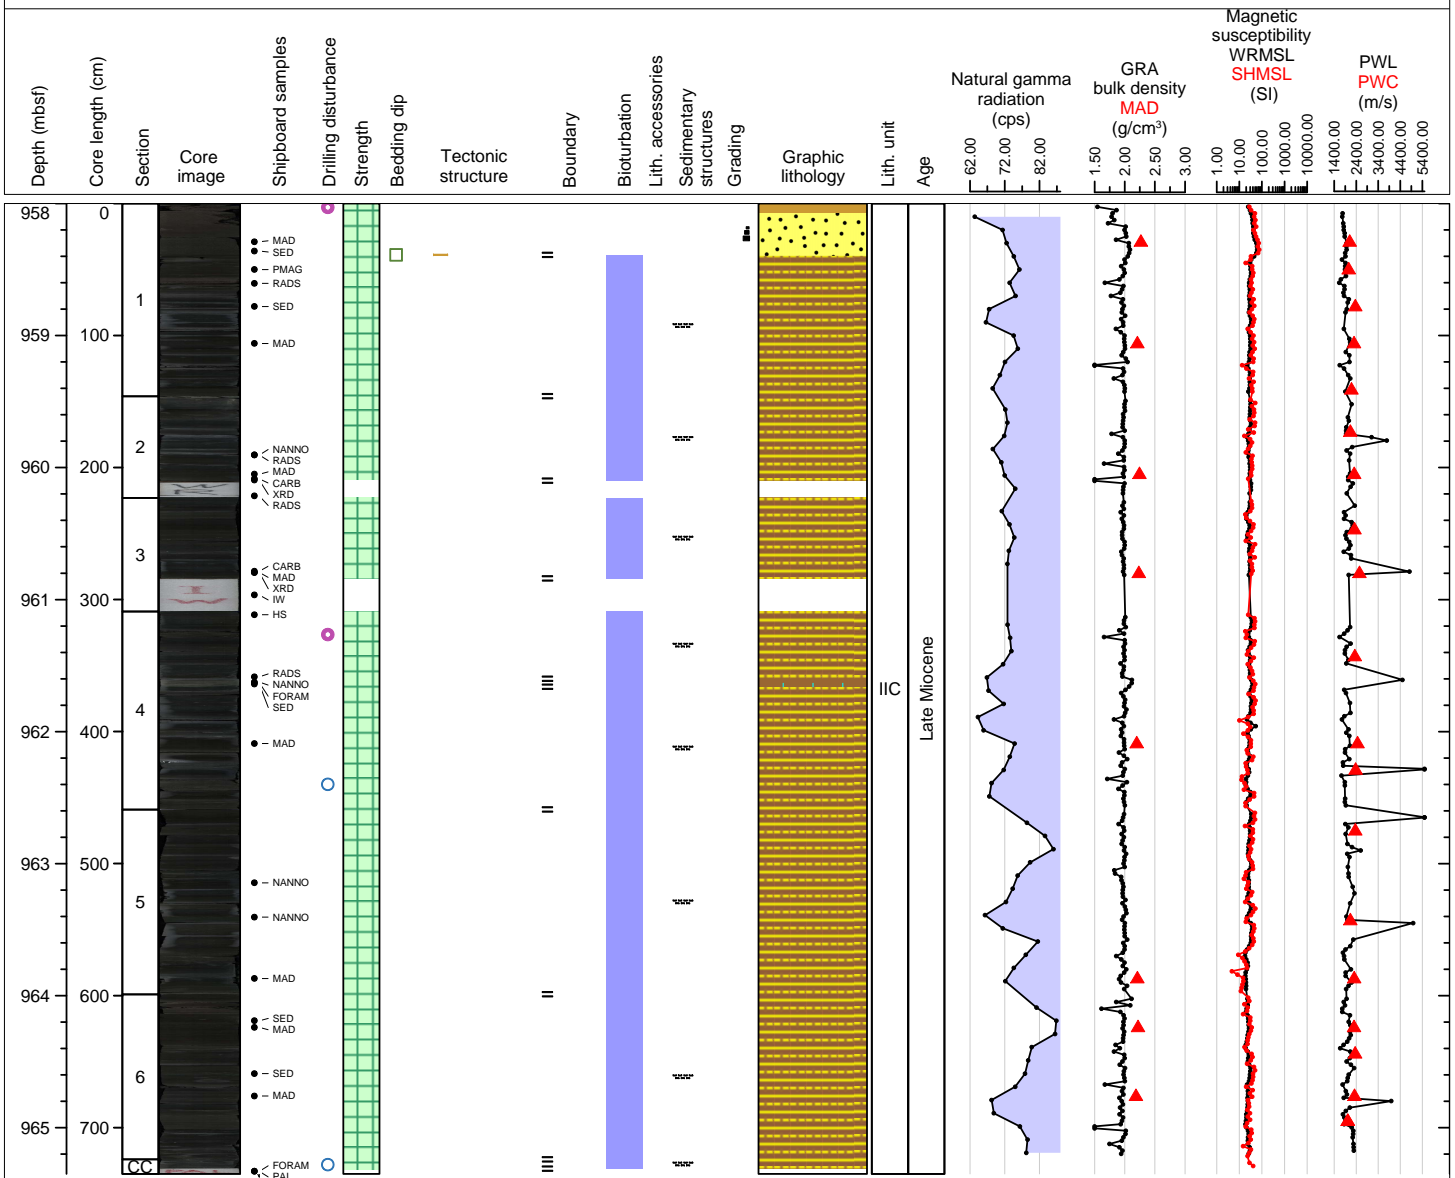 Depth (mbsf)
Core length (cm)
Section
Core
image
Shipboard samples
Drilling disturbance
Strength
Bedding dip
Tectonic
structure
Boundary
Bioturbation
Lith. accessories
Sedimentary
structures
Grading
Graphic
lithology
Lith. unit
Age
Natural gamma
radiation
(cps)
62.00 72.00 82.00
GRA
bulk density
MAD
(g/cm³)
1.50 2.00 2.50 3.00
Magnetic
susceptibility
WRMSL
SHMSL
(SI)
1.00 10.00 100.00 1000.00 10000.00
PWL
PWC
(m/s)
1400.00 2400.00 3400.00 4400.00 5400.00
958
959
960
961
962
963
964
965
0
100
200
300
400
500
600
700
1
2
3
4
5
6
CC
MAD
SED
PMAG
RADS
SED
MAD
NANNO
RADS
MAD
CARB
XRD
RADS
CARB
MAD
XRD
IW
HS
RADS
NANNO
FORAM
SED
MAD
NANNO
NANNO
MAD
SED
MAD
SED
MAD
FORAM
PAL
IIC
Late Miocene